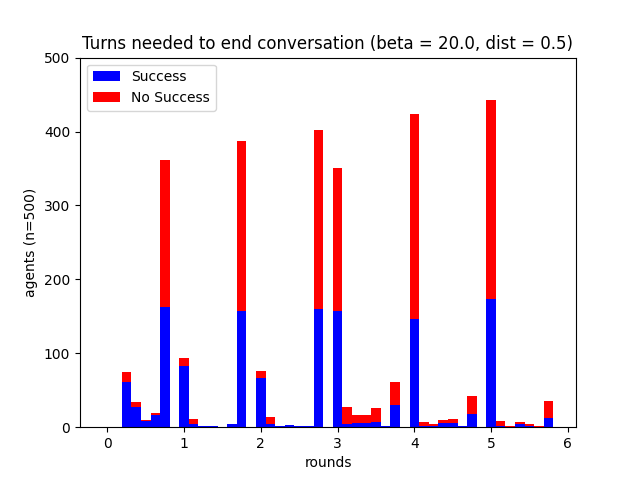 Turns needed to end conversation (beta = 20.0, dist = 0.5)
Success
No Success
500
400
300
200
100
0
agents (n=500)
0 1 2 3 4 5 6
rounds